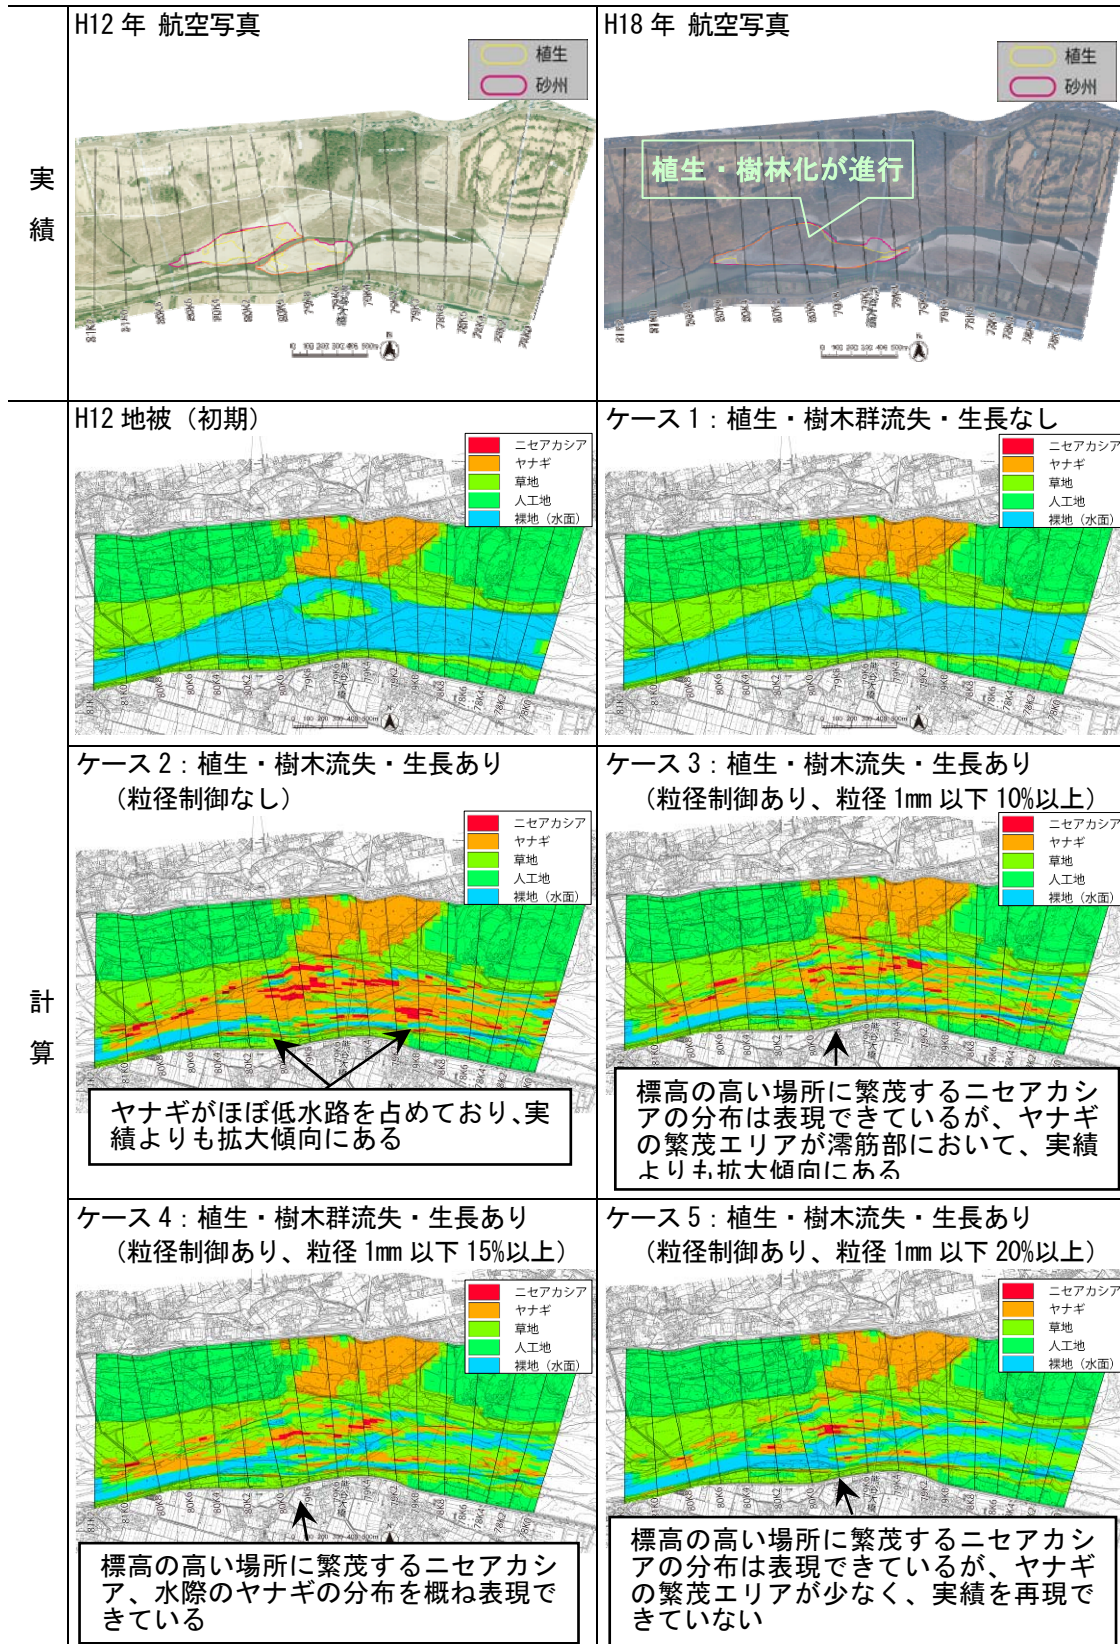 実績
H12年 航空写真
植生
砂州
H18年 航空写真
植生
砂州
植生・樹林化が進行
計算
H12 地被（初期）
ニセアカシア
ヤナギ
草地
人工地
裸地（水面）
ケース1：植生・樹木群流失・生長なし
ニセアカシア
ヤナギ
草地
人工地
裸地（水面）
ケース2：植生・樹木流失・生長あり
（粒径制御なし）
ニセアカシア
ヤナギ
草地
人工地
裸地（水面）
ヤナギがほぼ低水路を占めており、実
績よりも拡大傾向にある
ケース3：植生・樹木流失・生長あり
（粒径制御あり、粒径1mm以下10%以上）
ニセアカシア
ヤナギ
草地
人工地
裸地（水面）
標高の高い場所に繁茂するニセアカシ
アの分布は表現できているが、ヤナギ
の繁茂エリアが澪筋部において、実績
よりも拡大傾向にある
ケース4：植生・樹木群流失・生長あり
（粒径制御あり、粒径1mm以下15%以上）
ニセアカシア
ヤナギ
草地
人工地
裸地（水面）
標高の高い場所に繁茂するニセアカシ
ア、水際のヤナギの分布を概ね表現で
きている
ケース5：植生・樹木流失・生長あり
（粒径制御あり、粒径1mm以下20%以上）
ニセアカシア
ヤナギ
草地
人工地
裸地（水面）
標高の高い場所に繁茂するニセアカシ
アの分布は表現できているが、ヤナギ
の繁茂エリアが少なく、実績を再現で
きていない